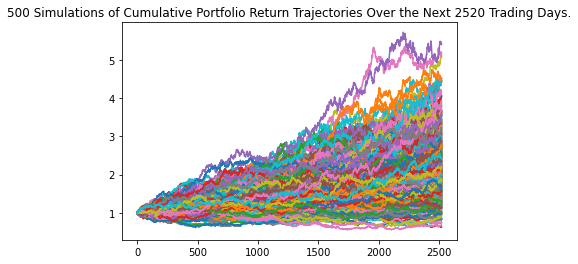 500 Simulations of Cumulative Portfolio Return Trajectories Over the Next 2520 Trading Days.
5
4
3
2
1
0 500 1000 1500 2000 2500